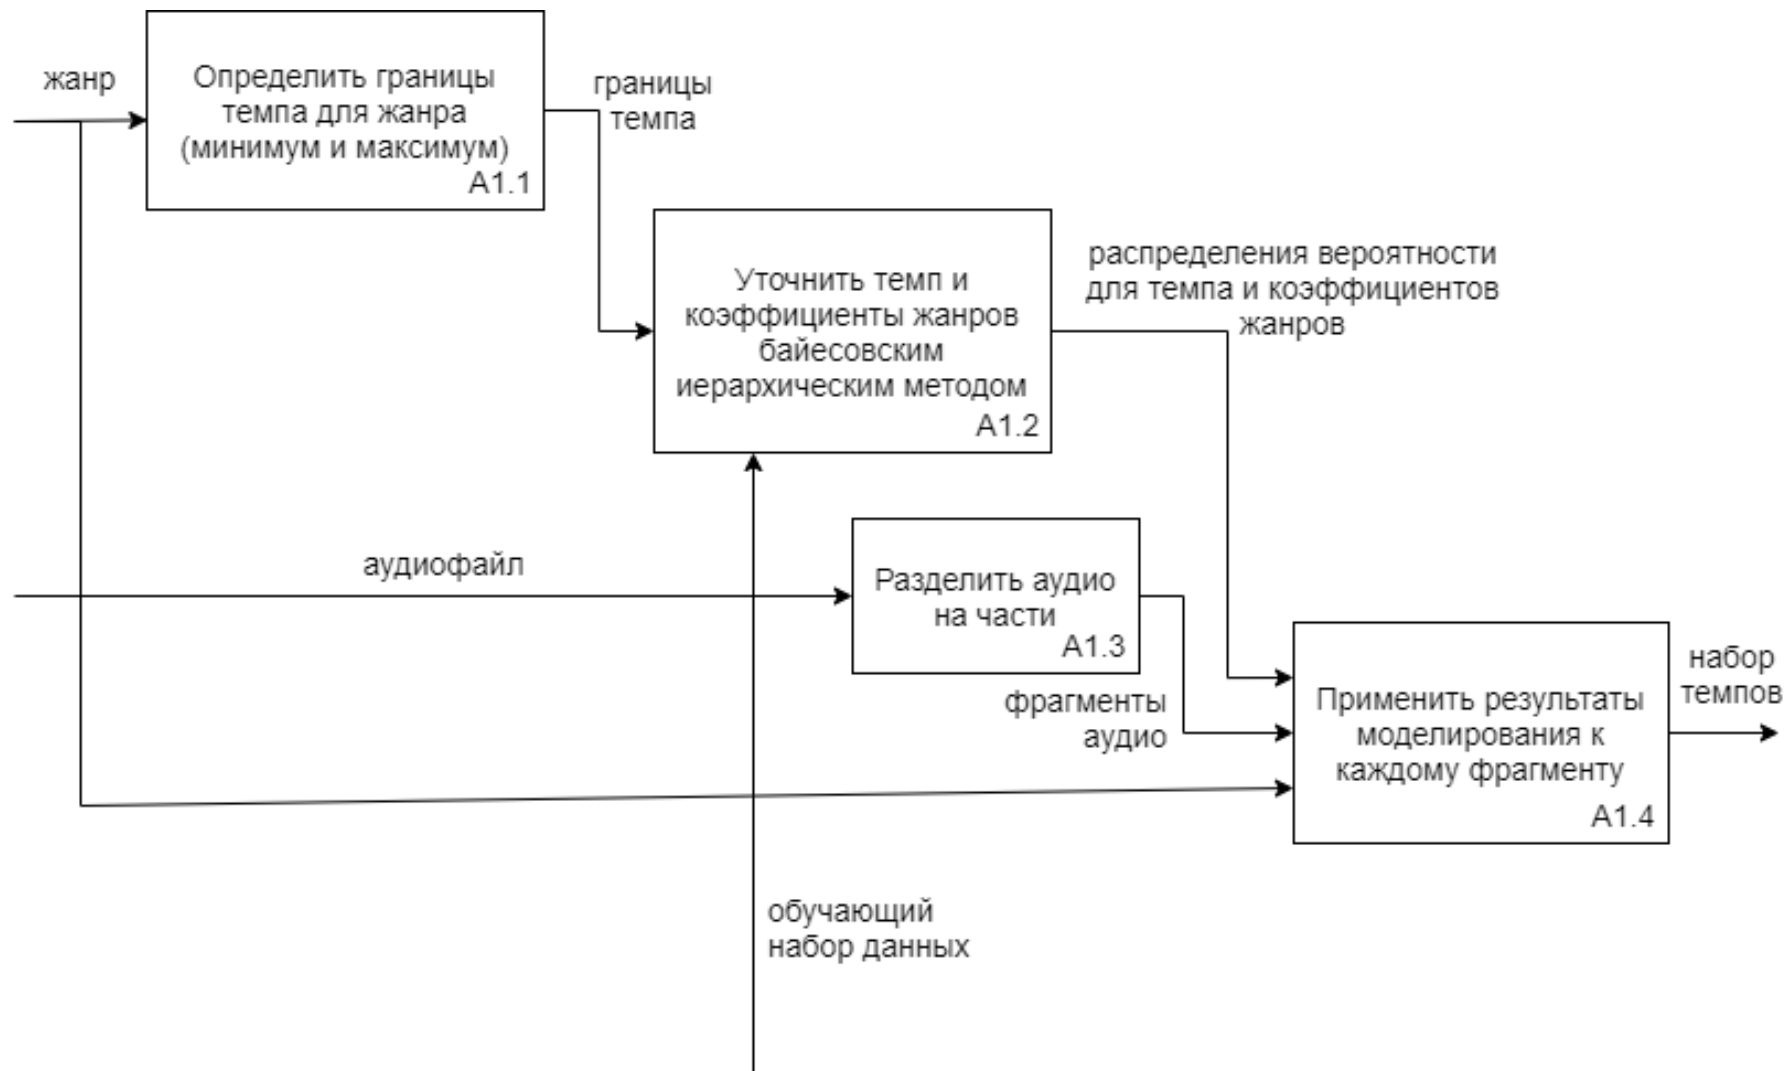 жанр
Определить границы
темпа для жанра
(минимум и максимум)
A1.1
границы
темпа
Уточнить темп и
коэффициенты жанров
байесовским
иерархическим методом
A1.2
распределения вероятности
для темпа и коэффициентов
жанров
аудиофайл
Разделить аудио
на части
A1.3
фрагменты
аудио
Применить результаты
моделирования к
каждому фрагменту
A1.4
набор
темпов
обучающий
набор данных